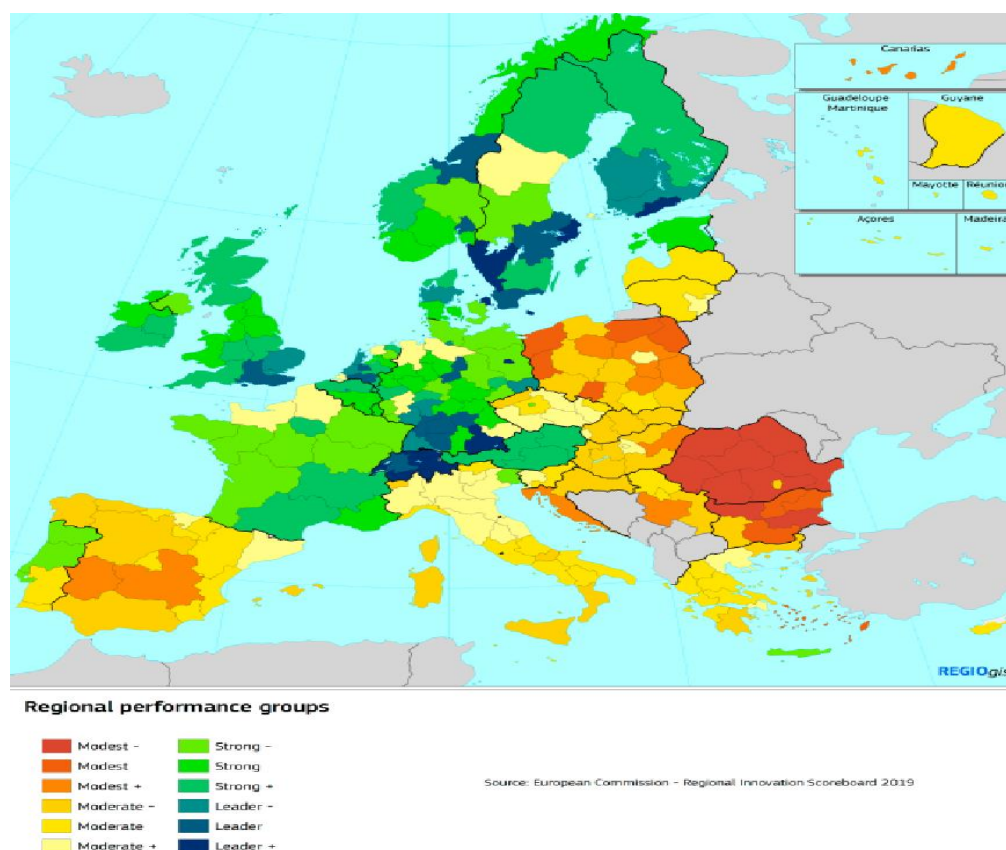 Canarias
Guadeloupe
Martinique
Guyane
Mayotte
Réunion
Açores
Madeira
REGIOgis
Regional performance groups
Modest -
Modest
Modest +
Moderate -
Moderate
Moderate +
Strong -
Strong
Strong +
Leader -
Leader
Leader +
Source: European Commission - Regional Innovation Scoreboard 2019